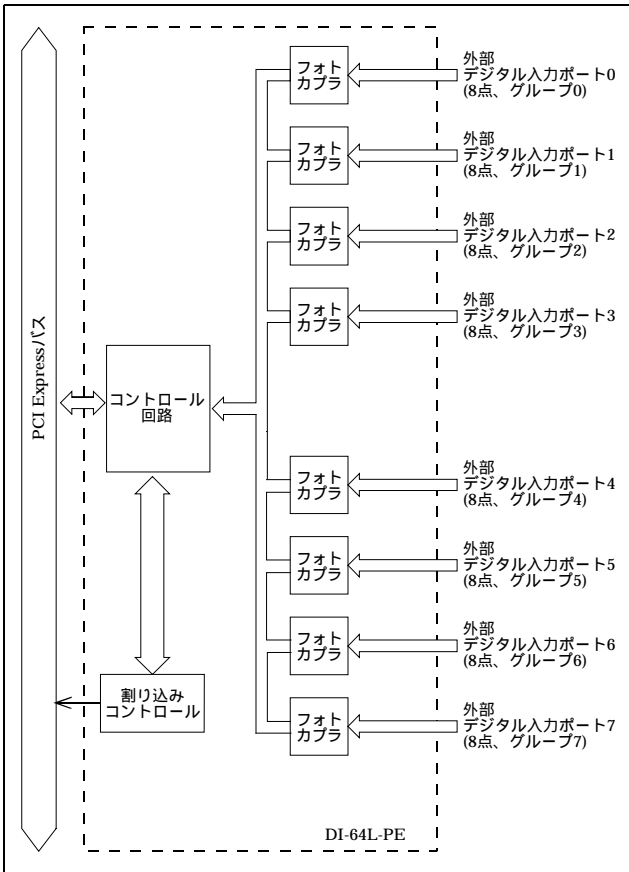 フォト
カプラ
外部
デジタル入力ポート0
(8点、グループ0)
フォト
カプラ
外部
デジタル入力ポート1
(8点、グループ1)
フォト
カプラ
外部
デジタル入力ポート2
(8点、グループ2)
フォト
カプラ
外部
デジタル入力ポート3
(8点、グループ3)
PCI Expressバス
コントロール
回路
フォト
カプラ
外部
デジタル入力ポート4
(8点、グループ4)
フォト
カプラ
外部
デジタル入力ポート5
(8点、グループ5)
フォト
カプラ
外部
デジタル入力ポート6
(8点、グループ6)
割り込み
コントロール
フォト
カプラ
外部
デジタル入力ポート7
(8点、グループ7)
DI-64L-PE